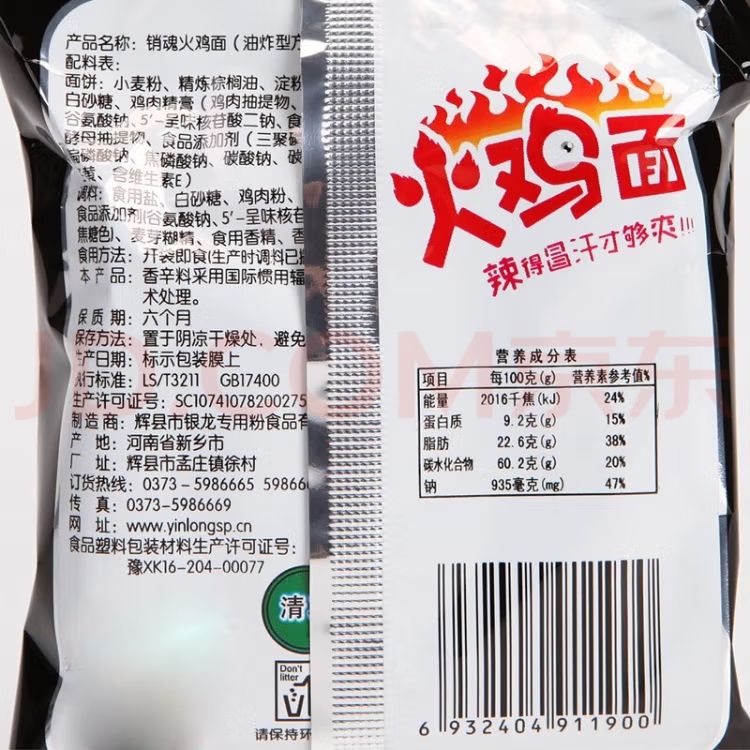 产品名称：销魂火鸡面（油炸型方
配料表：
面饼：小麦粉、精炼棕榈油、淀粉
白砂糖、鸡肉精膏（鸡肉抽提物、
谷氨酸钠、5′-呈味核苷酸二钠、食
酵母抽提物、食品添加剂（三聚磷
偏磷酸钠、焦磷酸钠、碳酸钠、碳
含维生素E）
调料：食用盐、白砂糖、鸡肉粉、
食品添加剂(谷氨酸钠、5′-呈味核苷
焦糖色)、麦芽糊精、食用香精、香
食用方法：开袋即食(生产时调料已
本产品：香辛料采用国际惯用辐
术处理。
保质期：六个月
保存方法：置于阴凉干燥处，避免
生产日期：标示包装膜上
执行标准：LS/T3211 GB17400
生产许可证号：SC10741078200275
制造商：辉县市银龙专用粉食品有
产地：河南省新乡市
厂址：辉县市孟庄镇徐村
订货热线：0373-5986665 598666
传真：0373-5986669
网址：www.yinlongsp.cn
食品塑料包装材料生产许可证号：
豫XK16-204-00077
清
Don't
litter
请保持环
火鸡面
辣得冒汗才够爽!!!
营养成分表
项目 每100克(g) 营养素参考值%
能量 2016千焦(kJ) 24%
蛋白质 9.2克(g) 15%
脂肪 22.6克(g) 38%
碳水化合物 60.2克(g) 20%
钠 935毫克(mg) 47%
6 932404 911900
JD.COM京东